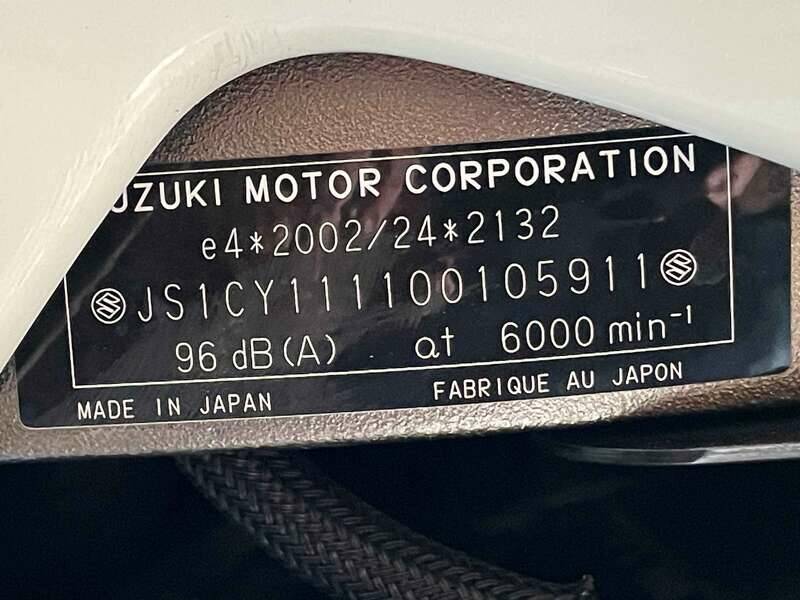 UZUKI MOTOR CORPORATION
e4*2002/24*2132
JS1CY111100105911
96 dB(A) at 6000 min-1
MADE IN JAPAN FABRIQUE AU JAPON